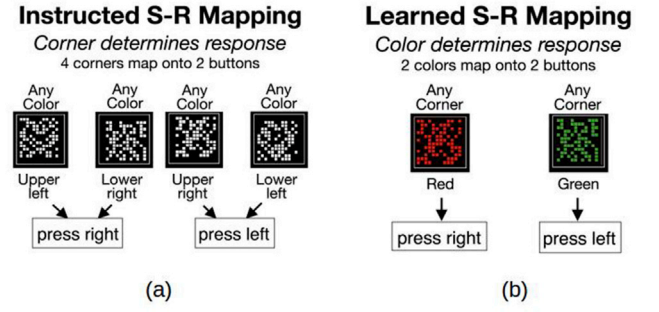 Instructed S-R Mapping
Corner determines response
4 corners map onto 2 buttons
Any Color
Any Color
Any Color
Any Color
Upper left
Lower right
Upper right
Lower left
press right
press left
(a)
Learned S-R Mapping
Color determines response
2 colors map onto 2 buttons
Any Corner
Any Corner
Red
Green
press right
press left
(b)